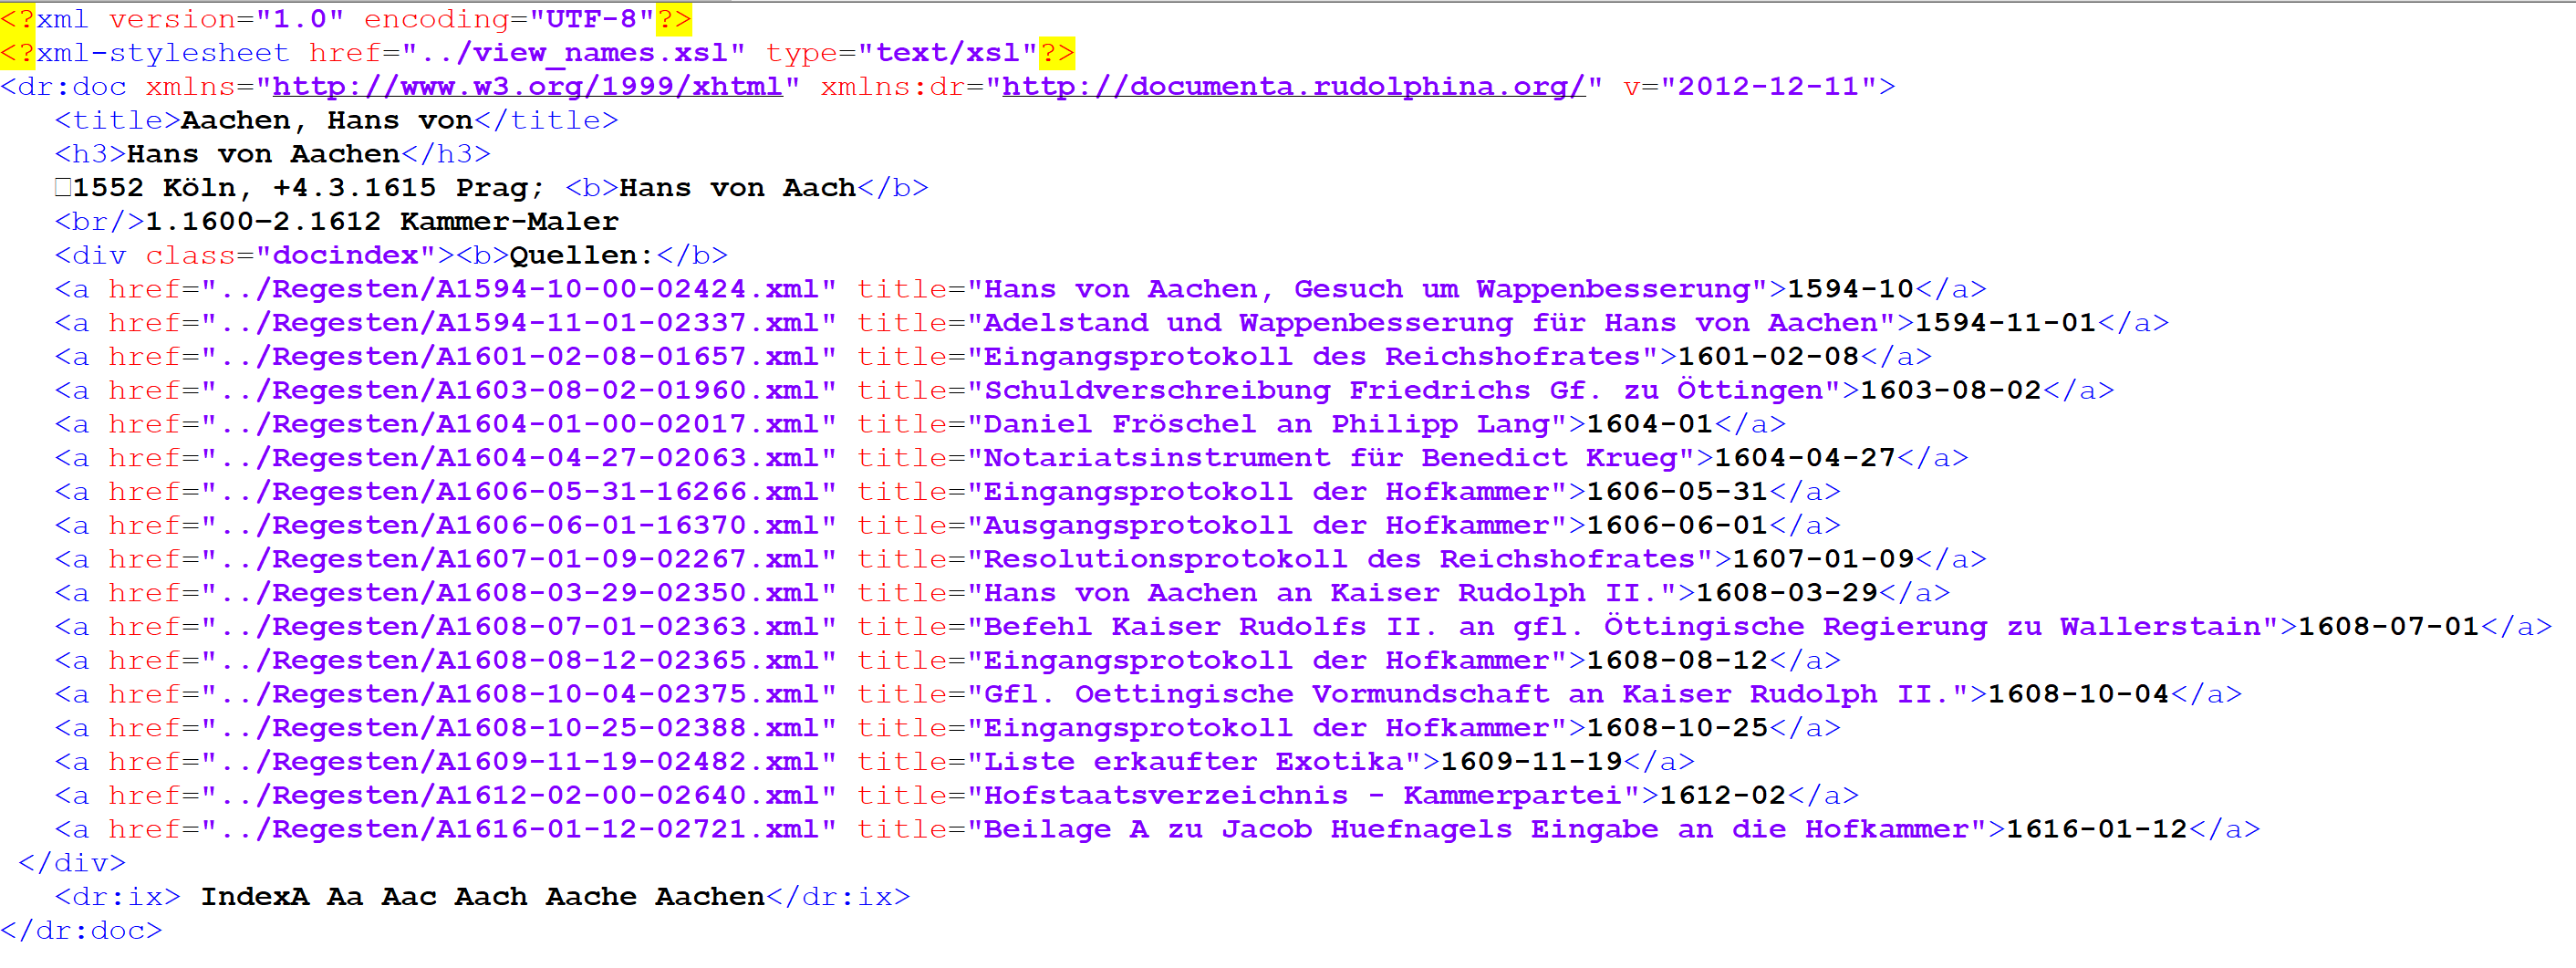 <?xml version="1.0" encoding="UTF-8"?>
<?xml-stylesheet href="../view_names.xsl" type="text/xsl"?>
<dr:doc xmlns="http://www.w3.org/1999/xhtml" xmlns:dr="http://documenta.rudolphina.org/" v="2012-12-11">
   <title>Aachen, Hans von</title>
   <h3>Hans von Aachen</h3>
   □1552 Köln, +4.3.1615 Prag; <b>Hans von Aach</b>
   <br/>1.1600–2.1612 Kammer-Maler
   <div class="docindex"><b>Quellen:</b>
   <a href="../Regesten/A1594-10-00-02424.xml" title="Hans von Aachen, Gesuch um Wappenbesserung">1594-10</a>
   <a href="../Regesten/A1594-11-01-02337.xml" title="Adelstand und Wappenbesserung für Hans von Aachen">1594-11-01</a>
   <a href="../Regesten/A1601-02-08-01657.xml" title="Eingangsprotokoll des Reichshofrates">1601-02-08</a>
   <a href="../Regesten/A1603-08-02-01960.xml" title="Schuldverschreibung Friedrichs Gf. zu Öttingen">1603-08-02</a>
   <a href="../Regesten/A1604-01-00-02017.xml" title="Daniel Fröschel an Philipp Lang">1604-01</a>
   <a href="../Regesten/A1604-04-27-02063.xml" title="Notariatsinstrument für Benedict Krueg">1604-04-27</a>
   <a href="../Regesten/A1606-05-31-16266.xml" title="Eingangsprotokoll der Hofkammer">1606-05-31</a>
   <a href="../Regesten/A1606-06-01-16370.xml" title="Ausgangsprotokoll der Hofkammer">1606-06-01</a>
   <a href="../Regesten/A1607-01-09-02267.xml" title="Resolutionsprotokoll des Reichshofrates">1607-01-09</a>
   <a href="../Regesten/A1608-03-29-02350.xml" title="Hans von Aachen an Kaiser Rudolph II.">1608-03-29</a>
   <a href="../Regesten/A1608-07-01-02363.xml" title="Befehl Kaiser Rudolfs II. an gfl. Öttingische Regierung zu Wallerstain">1608-07-01</a>
   <a href="../Regesten/A1608-08-12-02365.xml" title="Eingangsprotokoll der Hofkammer">1608-08-12</a>
   <a href="../Regesten/A1608-10-04-02375.xml" title="Gfl. Oettingische Vormundschaft an Kaiser Rudolph II.">1608-10-04</a>
   <a href="../Regesten/A1608-10-25-02388.xml" title="Eingangsprotokoll der Hofkammer">1608-10-25</a>
   <a href="../Regesten/A1609-11-19-02482.xml" title="Liste erkaufter Exotika">1609-11-19</a>
   <a href="../Regesten/A1612-02-00-02640.xml" title="Hofstaatsverzeichnis - Kammerpartei">1612-02</a>
   <a href="../Regesten/A1616-01-12-02721.xml" title="Beilage A zu Jacob Huefnagels Eingabe an die Hofkammer">1616-01-12</a>
 </div>
   <dr:ix> IndexA Aa Aac Aach Aache Aachen</dr:ix>
</dr:doc>